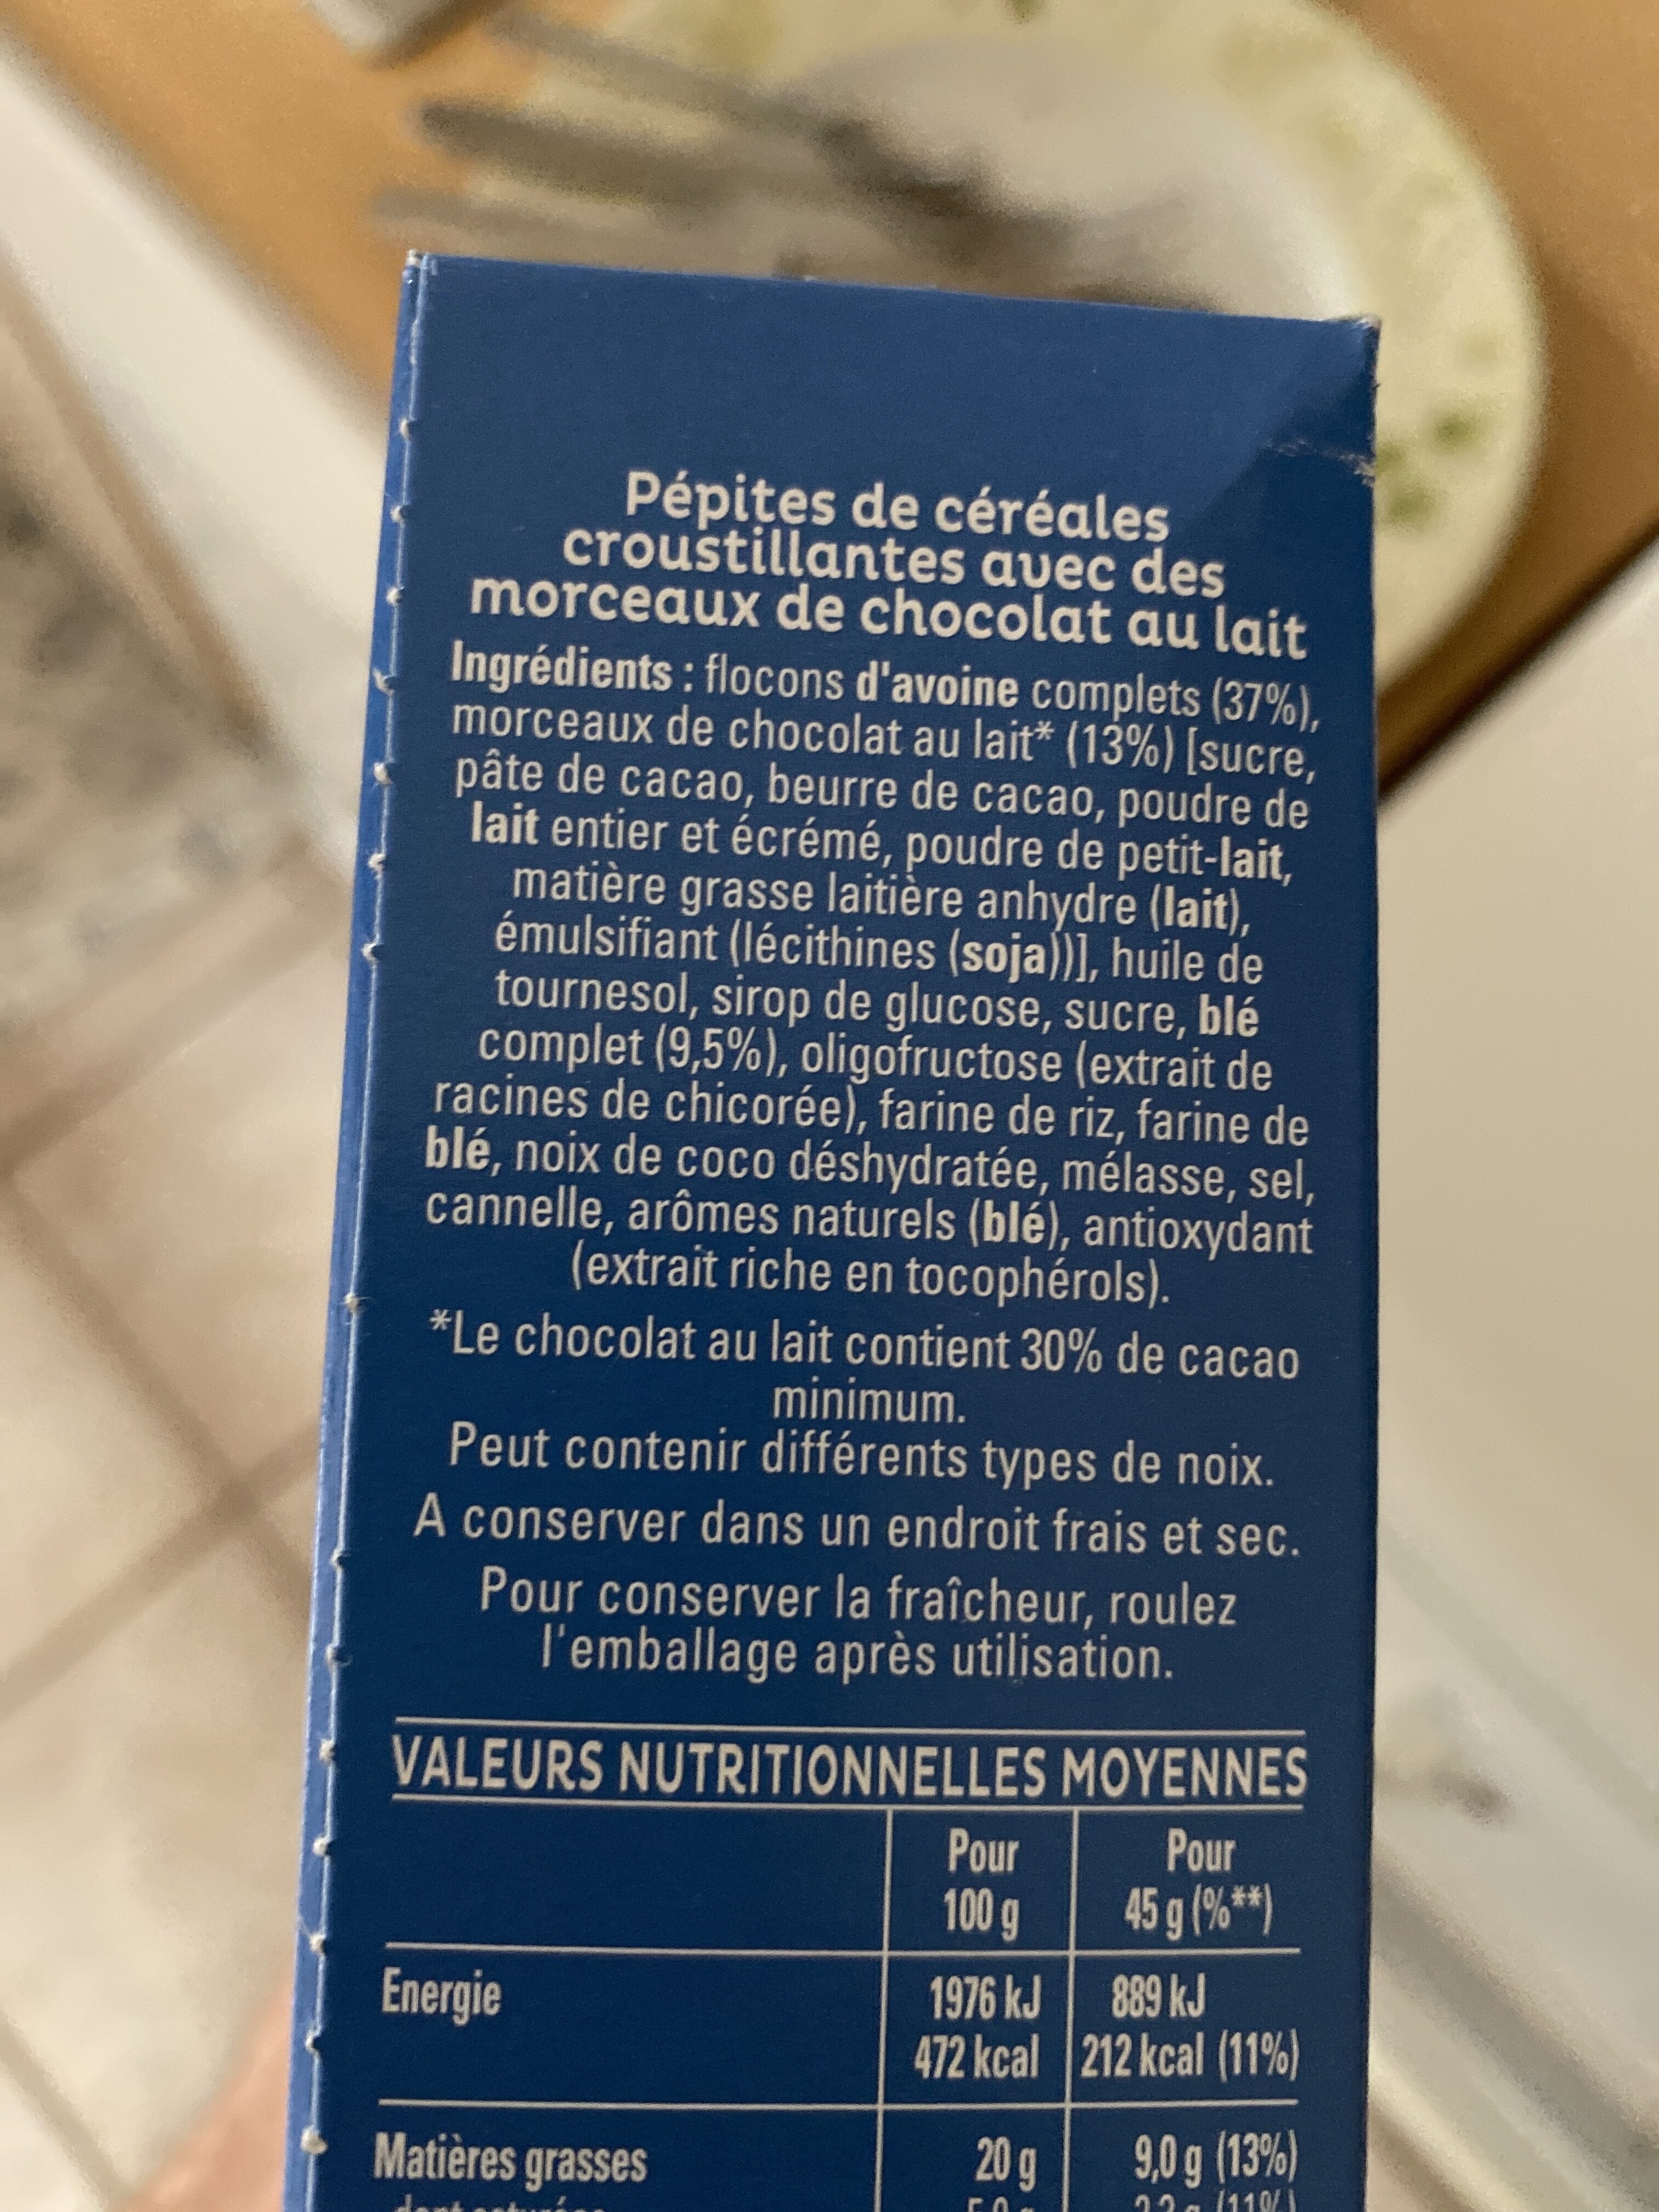 Pépites de céréales
croustillantes avec des
morceaux de chocolat au lait
Ingrédients : flocons d'avoine complets (37%),
morceaux de chocolat au lait* (13%) [sucre,
pâte de cacao, beurre de cacao, poudre de
lait entier et écrémé, poudre de petit-lait,
matière grasse laitière anhydre (lait),
émulsifiant (lécithines (soja))], huile de
tournesol, sirop de glucose, sucre, blé
complet (9,5%), oligofructose (extrait de
racines de chicorée), farine de riz, farine de
blé, noix de coco déshydratée, mélasse, sel,
cannelle, arômes naturels (blé), antioxydant
(extrait riche en tocophérols).
*Le chocolat au lait contient 30% de cacao
minimum.
Peut contenir différents types de noix.
A conserver dans un endroit frais et sec.
Pour conserver la fraîcheur, roulez
l'emballage après utilisation.
VALEURS NUTRITIONNELLES MOYENNES
Pour Pour
100 g 45 g (%**)
Energie 1976 kJ 889 kJ
472 kcal 212 kcal (11%)
Matières grasses 20 g 9,0 g (13%)